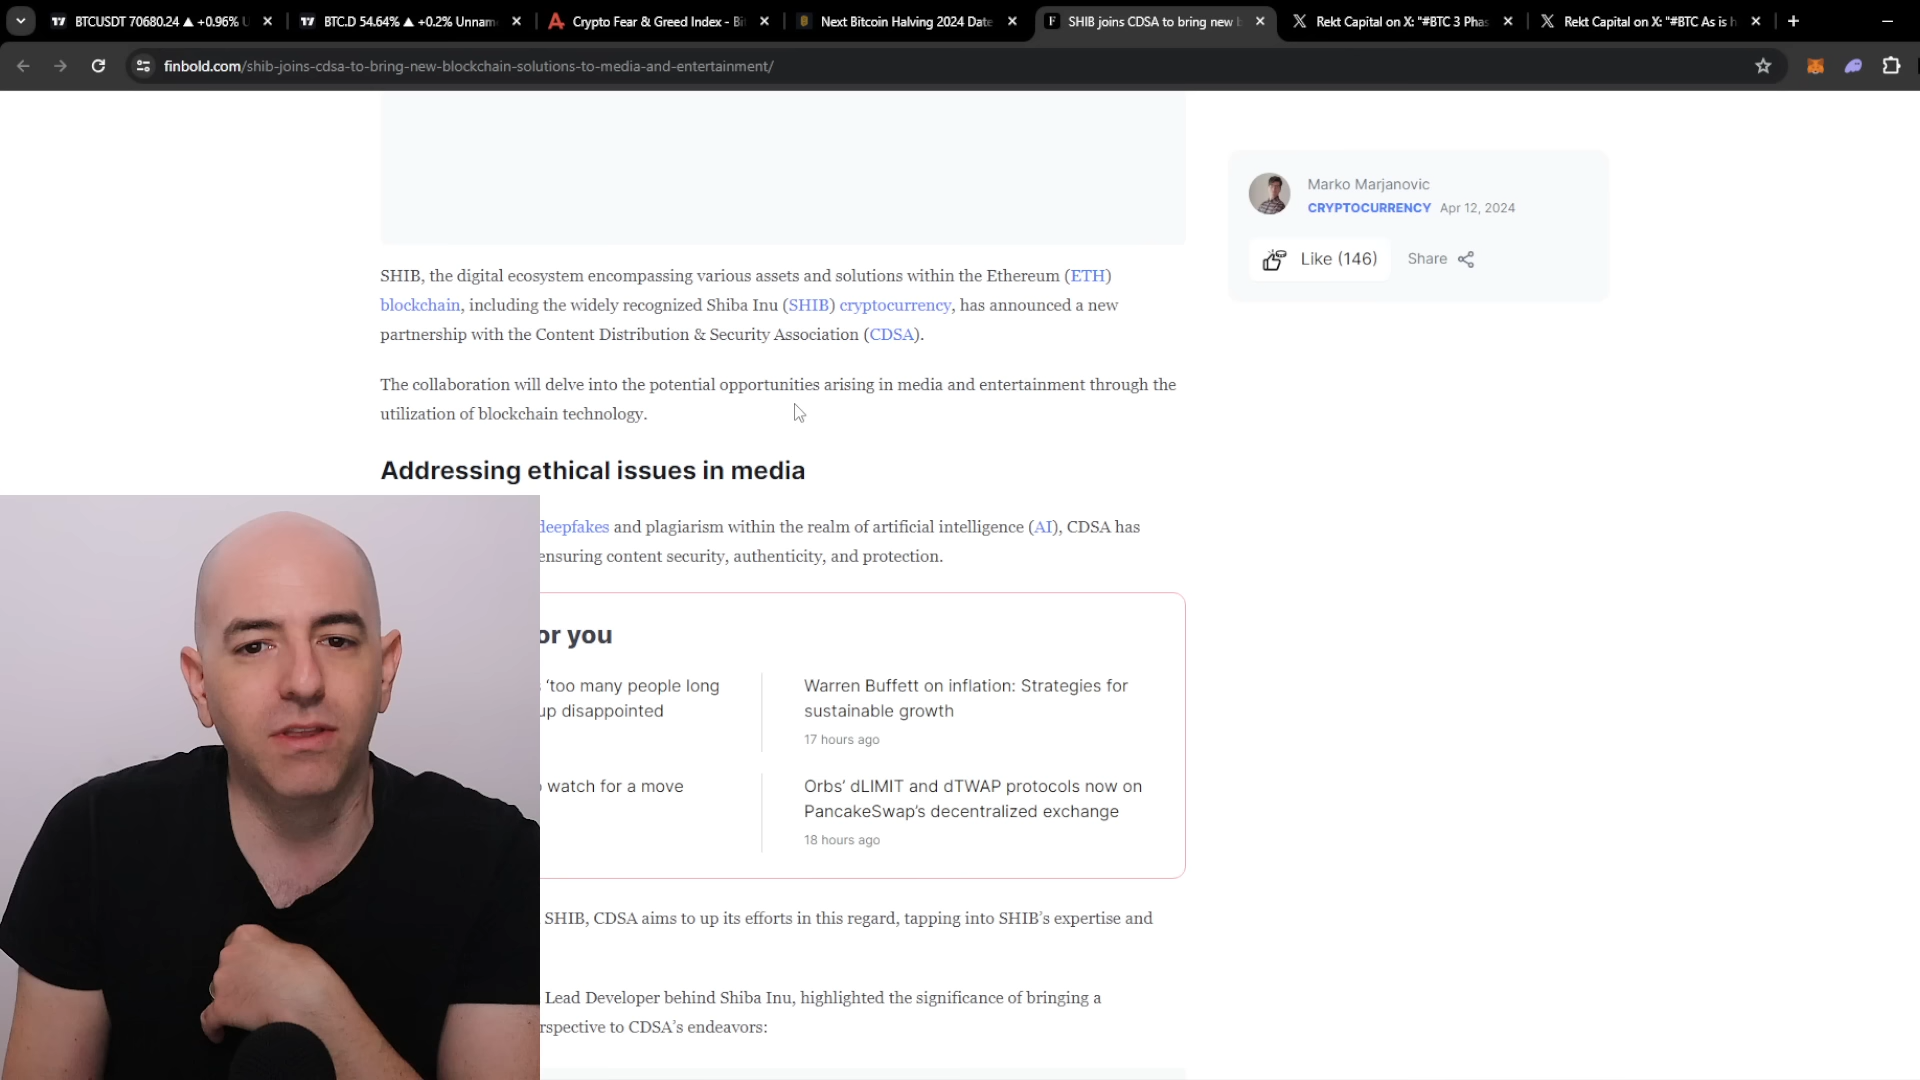 BTCUSDT 70680.24 ▲ +0.96%
BTC.D 54.64% ▲ +0.2% Unnam
Crypto Fear & Greed Index - Bi
Next Bitcoin Halving 2024 Date
SHIB joins CDSA to bring new b
Rekt Capital on X: "#BTC 3 Phas
Rekt Capital on X: "#BTC As is h
finbold.com/shib-joins-cdsa-to-bring-new-blockchain-solutions-to-media-and-entertainment/
Marko Marjanovic
CRYPTOCURRENCY Apr 12, 2024
Like (146) Share
SHIB, the digital ecosystem encompassing various assets and solutions within the Ethereum (ETH)
blockchain, including the widely recognized Shiba Inu (SHIB) cryptocurrency, has announced a new
partnership with the Content Distribution & Security Association (CDSA).
The collaboration will delve into the potential opportunities arising in media and entertainment through the
utilization of blockchain technology.
Addressing ethical issues in media
deepfakes and plagiarism within the realm of artificial intelligence (AI), CDSA has
ensuring content security, authenticity, and protection.
or you
'too many people long
up disappointed
Warren Buffett on inflation: Strategies for
sustainable growth
17 hours ago
watch for a move
Orbs' dLIMIT and dTWAP protocols now on
PancakeSwap's decentralized exchange
18 hours ago
SHIB, CDSA aims to up its efforts in this regard, tapping into SHIB's expertise and
Lead Developer behind Shiba Inu, highlighted the significance of bringing a
rspective to CDSA's endeavors: